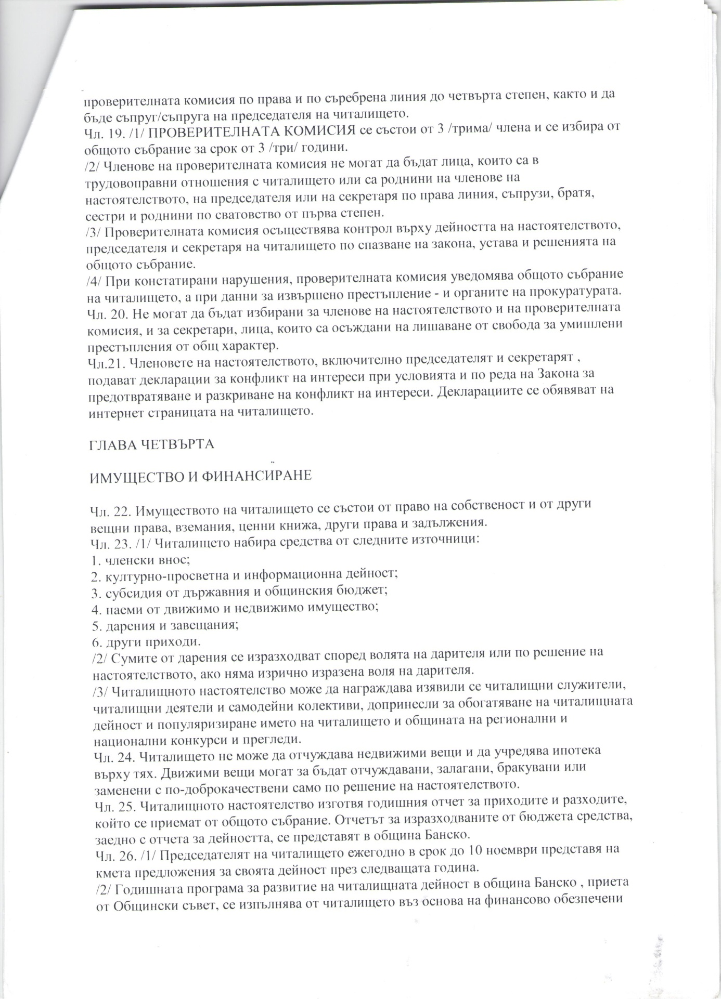 проверителната комисия по права и по съребрена линия до четвърта степен, както и да
бъде съпруг/съпруга на председателя на читалището.
Чл. 19. /1/ ПРОВЕРИТЕЛНАТА КОМИСИЯ се състои от 3 /трима/ члена и се избира от
общото събрание за срок от 3 /три/ години.
/2/ Членове на проверителната комисия не могат да бъдат лица, които са в
трудовоправни отношения с читалището или са роднини на членове на
настоятелството, на председателя или на секретаря по права линия, съпрузи, братя,
сестри и роднини по сватовство от първа степен.
/3/ Проверителната комисия осъществява контрол върху дейността на настоятелството,
председателя и секретаря на читалището по спазване на закона, устава и решенията на
общото събрание.
/4/ При констатирани нарушения, проверителната комисия уведомява общото събрание
на читалището, а при данни за извършено престъпление - и органите на прокуратурата.
Чл. 20. Не могат да бъдат избирани за членове на настоятелството и на проверителната
комисия, и за секретари, лица, които са осъждани на лишаване от свобода за умишлени
престъпления от общ характер.
Чл.21. Членовете на настоятелството, включително председателят и секретарят ,
подават декларации за конфликт на интереси при условията и по реда на Закона за
предотвратяване и разкриване на конфликт на интереси. Декларациите се обявяват на
интернет страницата на читалището.
ГЛАВА ЧЕТВЪРТА
ИМУЩЕСТВО И ФИНАНСИРАНЕ
Чл. 22. Имуществото на читалището се състои от право на собственост и от други
вещни права, вземания, ценни книжа, други права и задължения.
Чл. 23. /1/ Читалището набира средства от следните източници:
1. членски внос;
2. културно-просветна и информационна дейност;
3. субсидия от държавния и общинския бюджет;
4. наеми от движимо и недвижимо имущество;
5. дарения и завещания;
6. други приходи.
/2/ Сумите от дарения се изразходват според волята на дарителя или по решение на
настоятелството, ако няма изрично изразена воля на дарителя.
/3/ Читалищното настоятелство може да награждава изявили се читалищни служители,
читалищни деятели и самодейни колективи, допринесли за обогатяване на читалищната
дейност и популяризиране името на читалището и общината на регионални и
национални конкурси и прегледи.
Чл. 24. Читалището не може да отчуждава недвижими вещи и да учредява ипотека
върху тях. Движими вещи могат за бъдат отчуждавани, залагани, бракувани или
заменени с по-доброкачествени само по решение на настоятелството.
Чл. 25. Читалищното настоятелство изготвя годишния отчет за приходите и разходите,
който се приемат от общото събрание. Отчетът за изразходваните от бюджета средства,
заедно с отчета за дейността, се представят в община Банско.
Чл. 26. /1/ Председателят на читалището ежегодно в срок до 10 ноември представя на
кмета предложения за своята дейност през следващата година.
/2/ Годишната програма за развитие на читалищната дейност в община Банско , приета
от Общински съвет, се изпълнява от читалището въз основа на финансово обезпечени